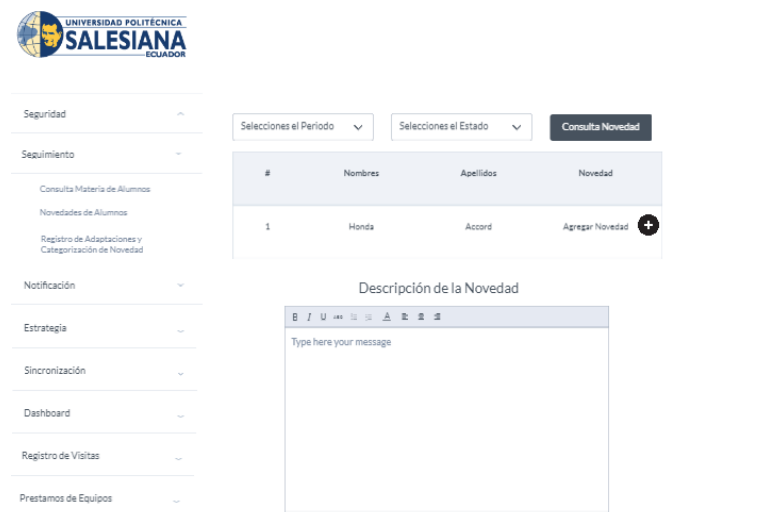 UNIVERSIDAD POLITÉCNICA
SALESIANA
ECUADOR
Seguridad
Seguimiento
Consulta Materia de Alumnos
Novedades de Alumnos
Registro de Adaptaciones y
Categorización de Novedad
Notificación
Estrategia
Sincronización
Dashboard
Registro de Visitas
Prestamos de Equipos
Selecciones el Periodo
Selecciones el Estado
Consulta Novedad
# Nombres Apellidos Novedad
1 Honda Accord Agregar Novedad
Descripción de la Novedad
B I U ABC A
Type here your message